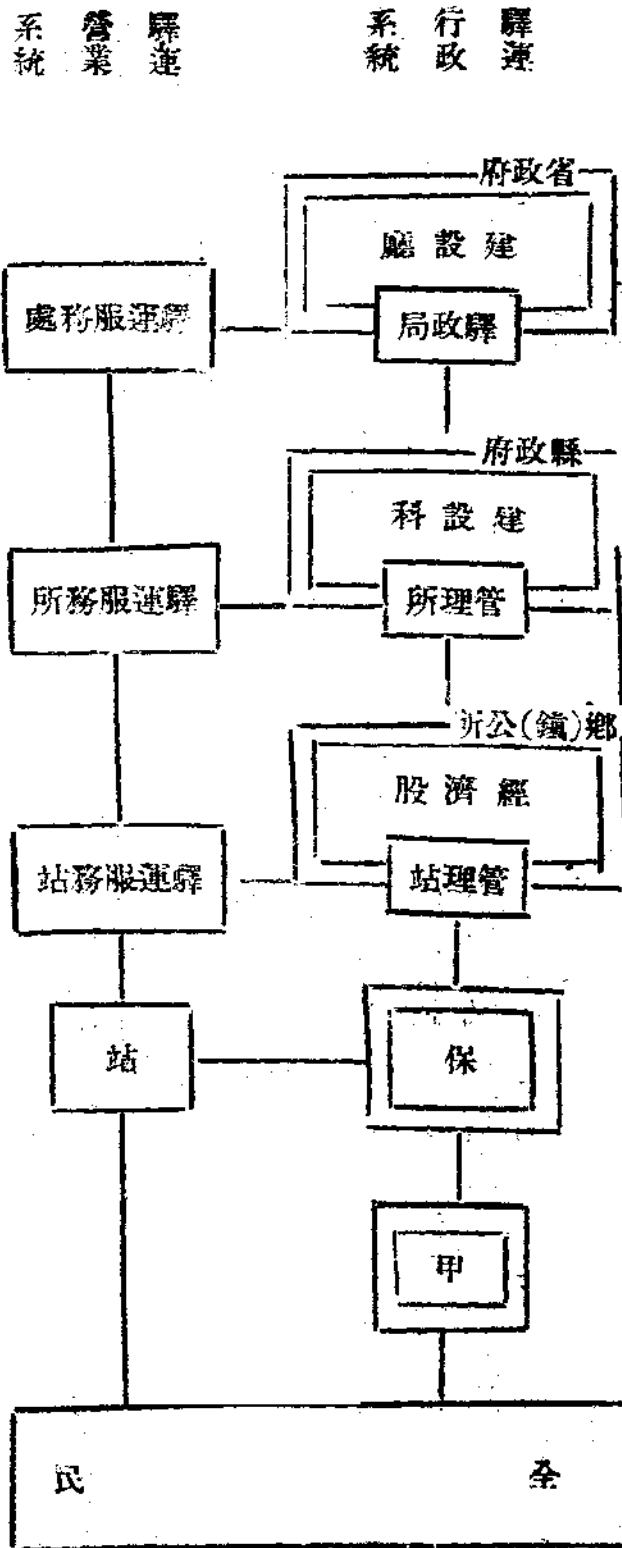 驛運
行政
系統
驛運
營業
系統
省政府
建設廳
驛政局
驛運服務處
縣政府
建設科
管理所
驛運服務所
鄉(鎮)公所
經濟股
管理站
驛運服務站
保
站
甲
全民